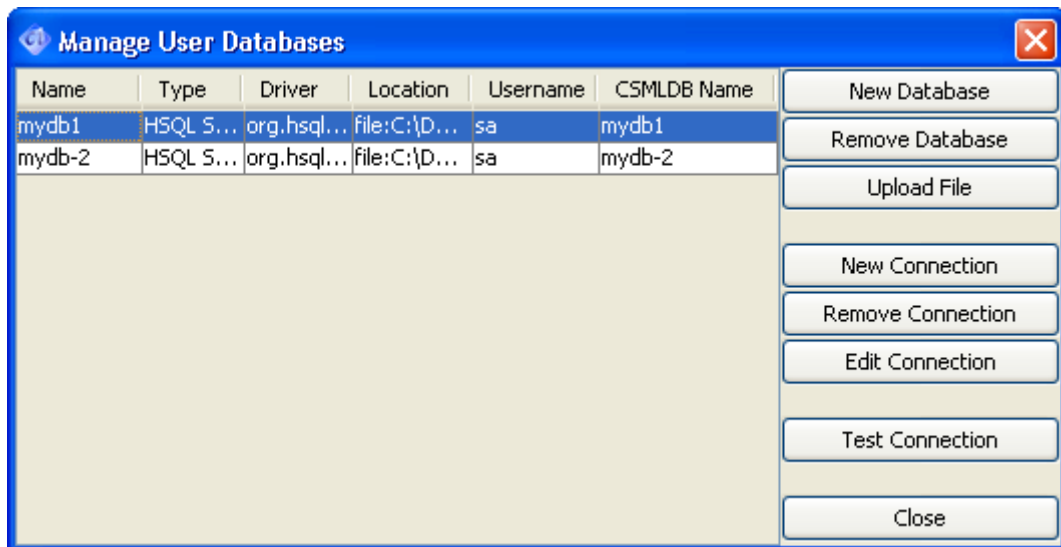 Manage User Databases
Name Type Driver Location Username CSMLDB Name
mydb1 HSQL S... org.hsql... file:C:\D... sa mydb1
mydb-2 HSQL S... org.hsql... file:C:\D... sa mydb-2
New Database
Remove Database
Upload File
New Connection
Remove Connection
Edit Connection
Test Connection
Close